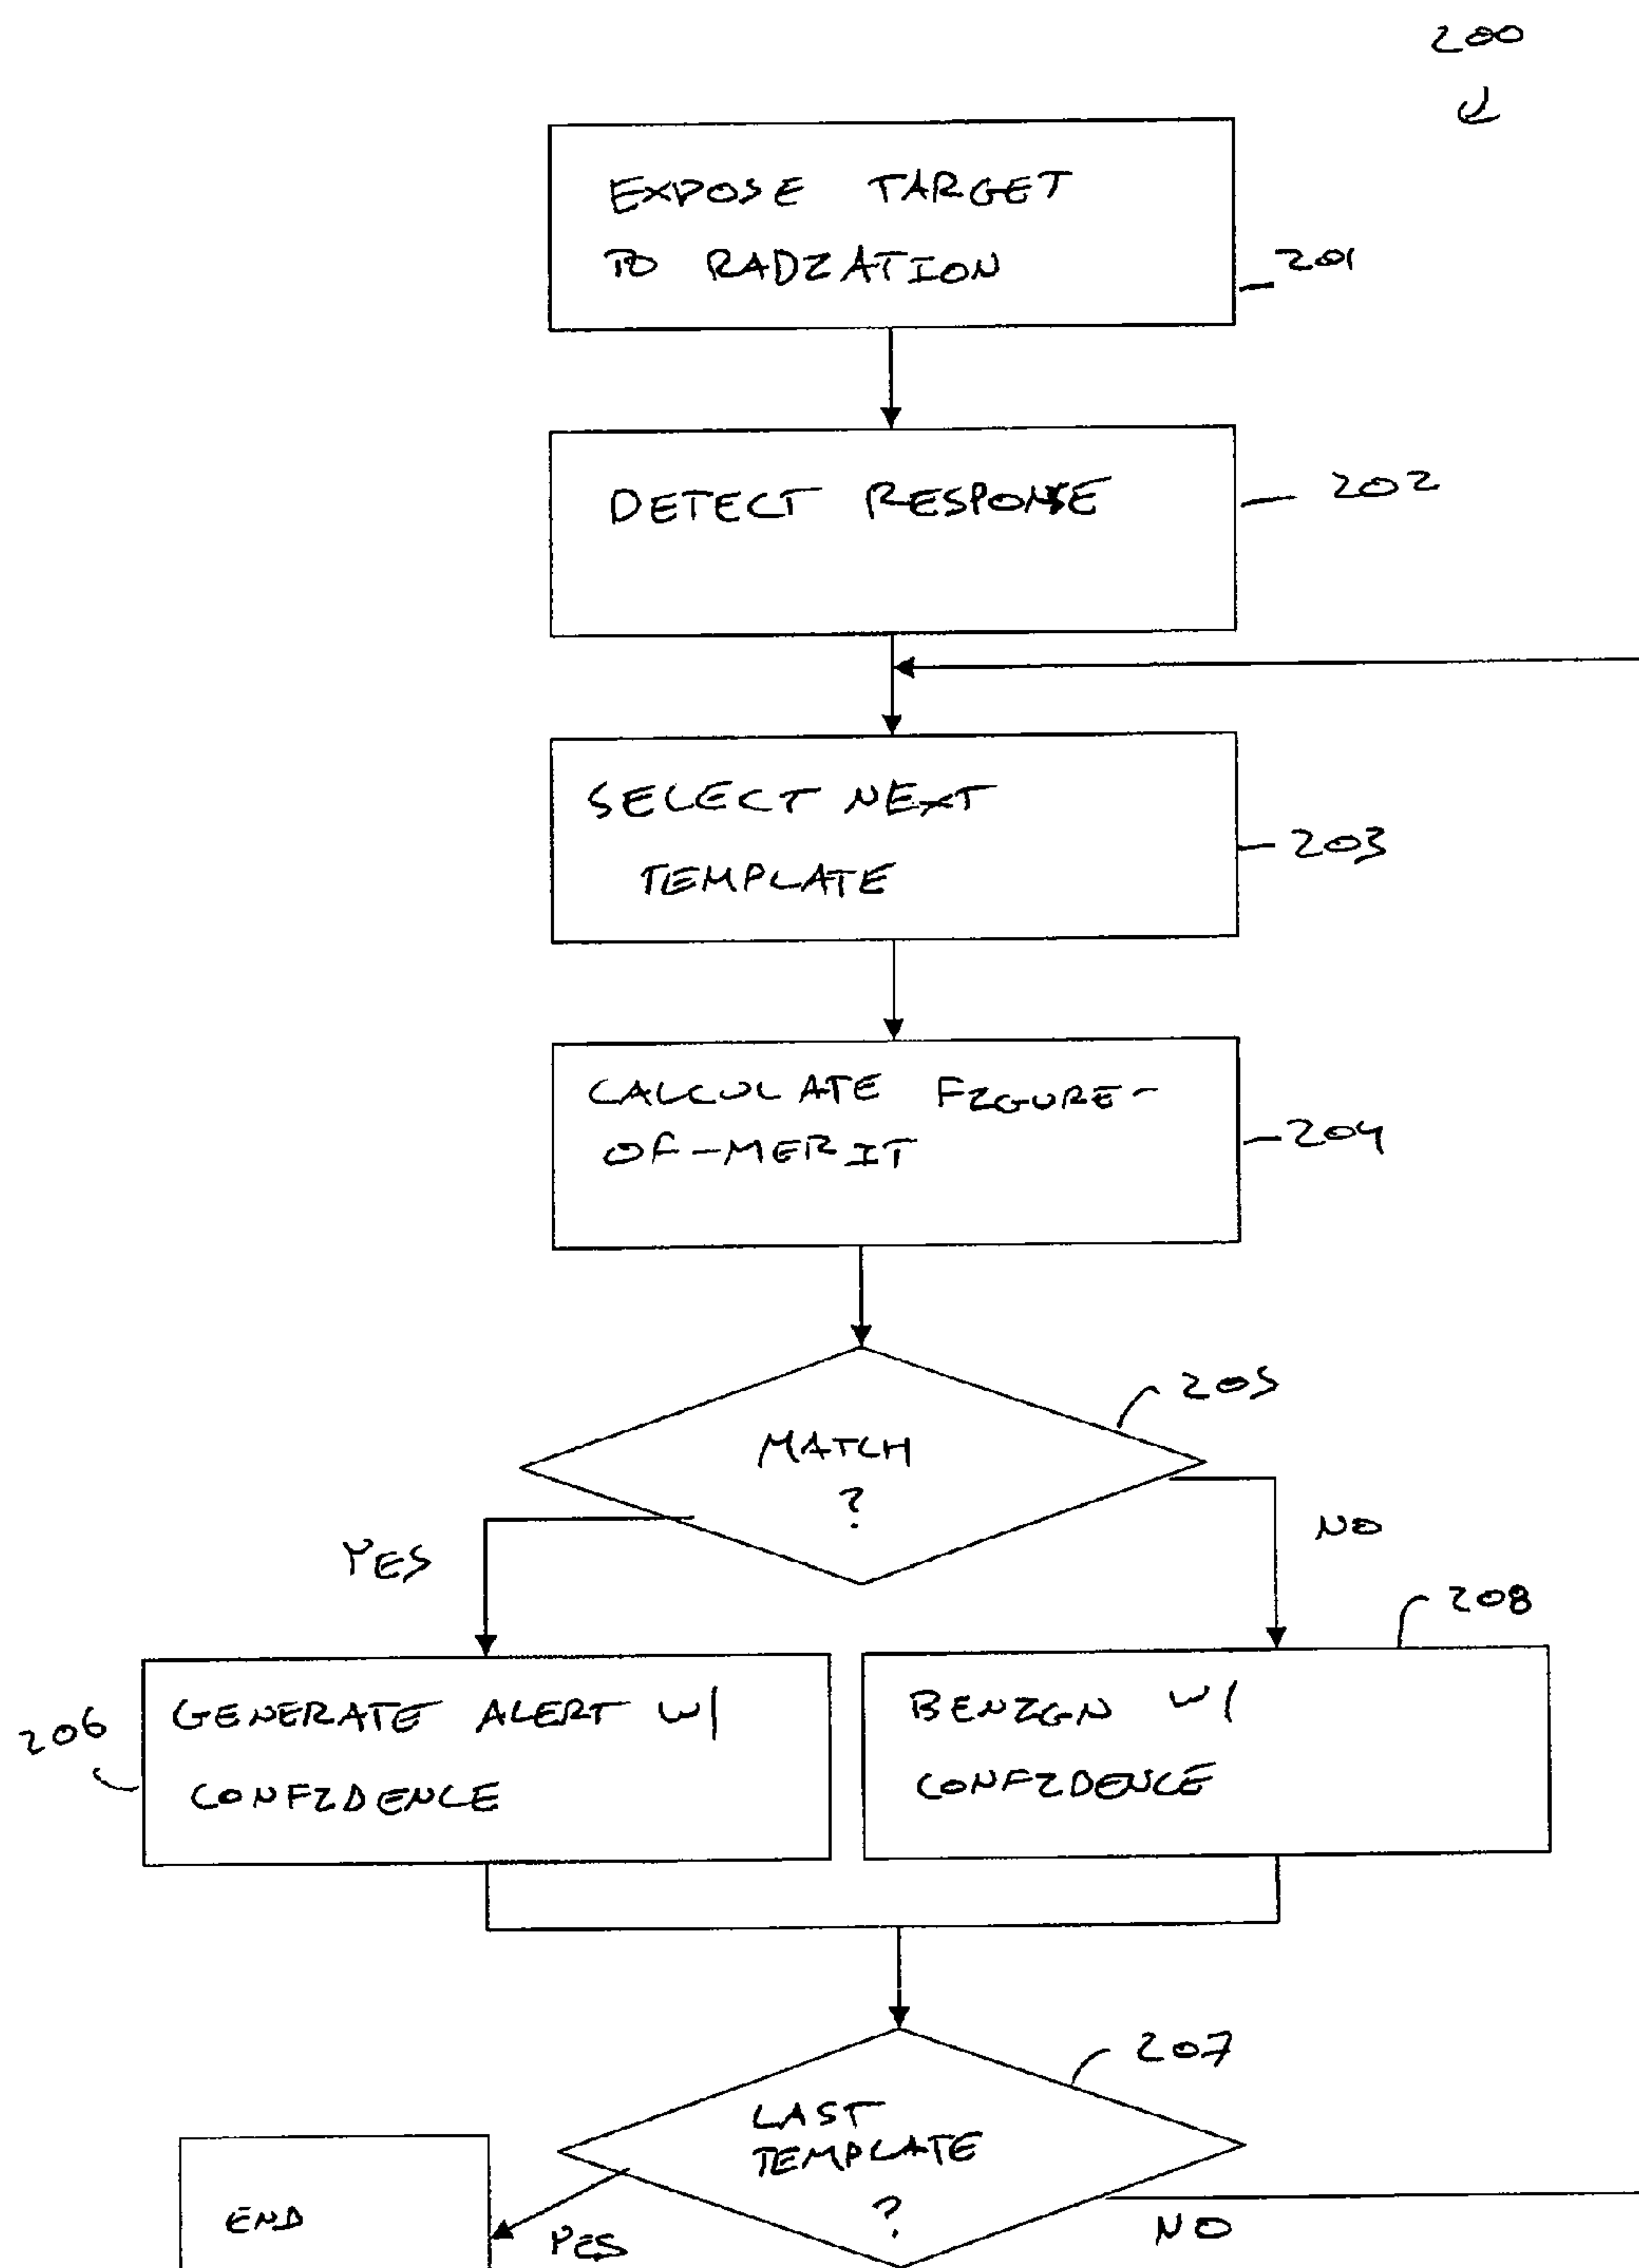 200
EXPOSE TARGET
TO RADIATION
201
DETECT RESPONSE
202
SELECT NEXT
TEMPLATE
203
CALCULATE FIGURE-
OF-MERIT
204
MATCH
?
205
YES
NO
206
GENERATE ALERT W/
CONFIDENCE
208
BENIGN W/
CONFIDENCE
207
LAST
TEMPLATE
?
END
YES
NO